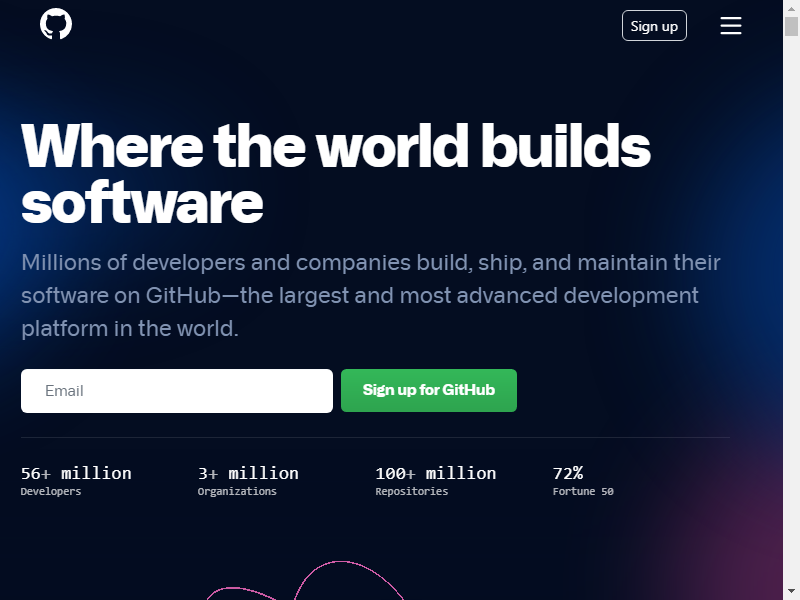 Sign up
Where the world builds
software
Millions of developers and companies build, ship, and maintain their
software on GitHub—the largest and most advanced development
platform in the world.
Email
Sign up for GitHub
56+ million
Developers
3+ million
Organizations
100+ million
Repositories
72%
Fortune 50